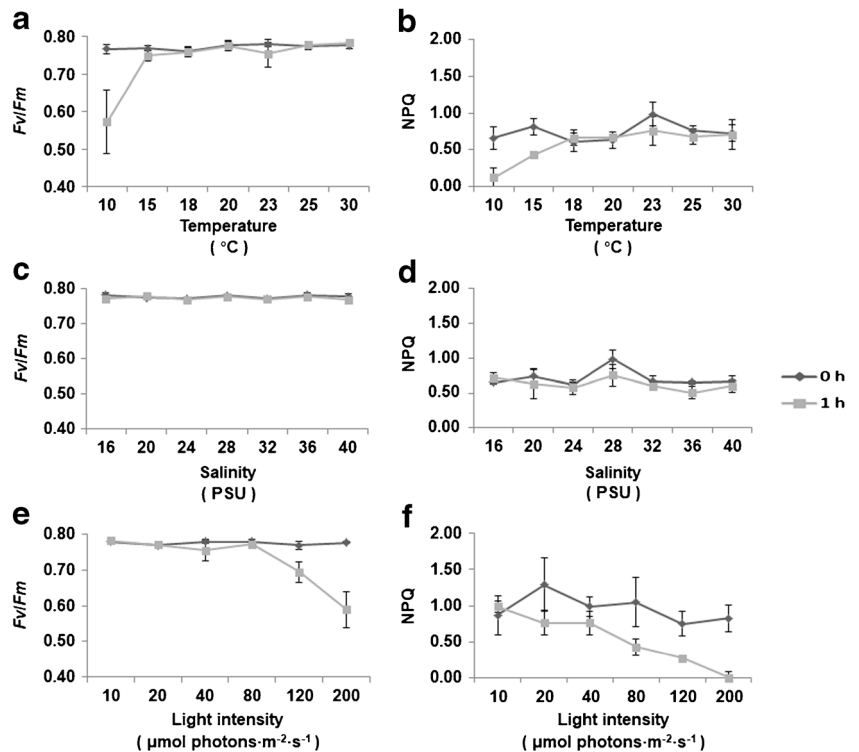 a
0.80
0.70
0.60
0.50
0.40
Fv/Fm
10 15 18 20 23 25 30
Temperature
( °C )
b
2.00
1.50
1.00
0.50
0.00
NPQ
10 15 18 20 23 25 30
Temperature
( °C )
c
0.80
0.70
0.60
0.50
0.40
Fv/Fm
16 20 24 28 32 36 40
Salinity
( PSU )
d
2.00
1.50
1.00
0.50
0.00
NPQ
16 20 24 28 32 36 40
Salinity
( PSU )
0 h
1 h
e
0.80
0.70
0.60
0.50
0.40
Fv/Fm
10 20 40 80 120 200
Light intensity
( µmol photons·m⁻²·s⁻¹ )
f
2.00
1.50
1.00
0.50
0.00
NPQ
10 20 40 80 120 200
Light intensity
( µmol photons·m⁻²·s⁻¹ )